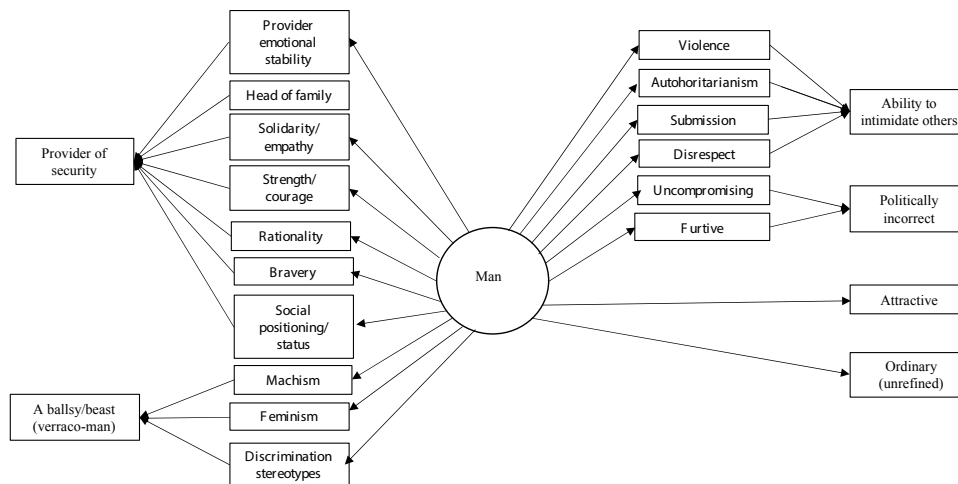 Provider
emotional
stability
Head of family
Solidarity/
empathy
Strength/
courage
Rationality
Bravery
Social
positioning/
status
Machism
Feminism
Discrimination
stereotypes
Provider of
security
A ballsy/beast
(verraco-man)
Man
Violence
Autohoritarianism
Submission
Disrespect
Uncompromising
Furtive
Ability to
intimidate others
Politically
incorrect
Attractive
Ordinary
(unrefined)